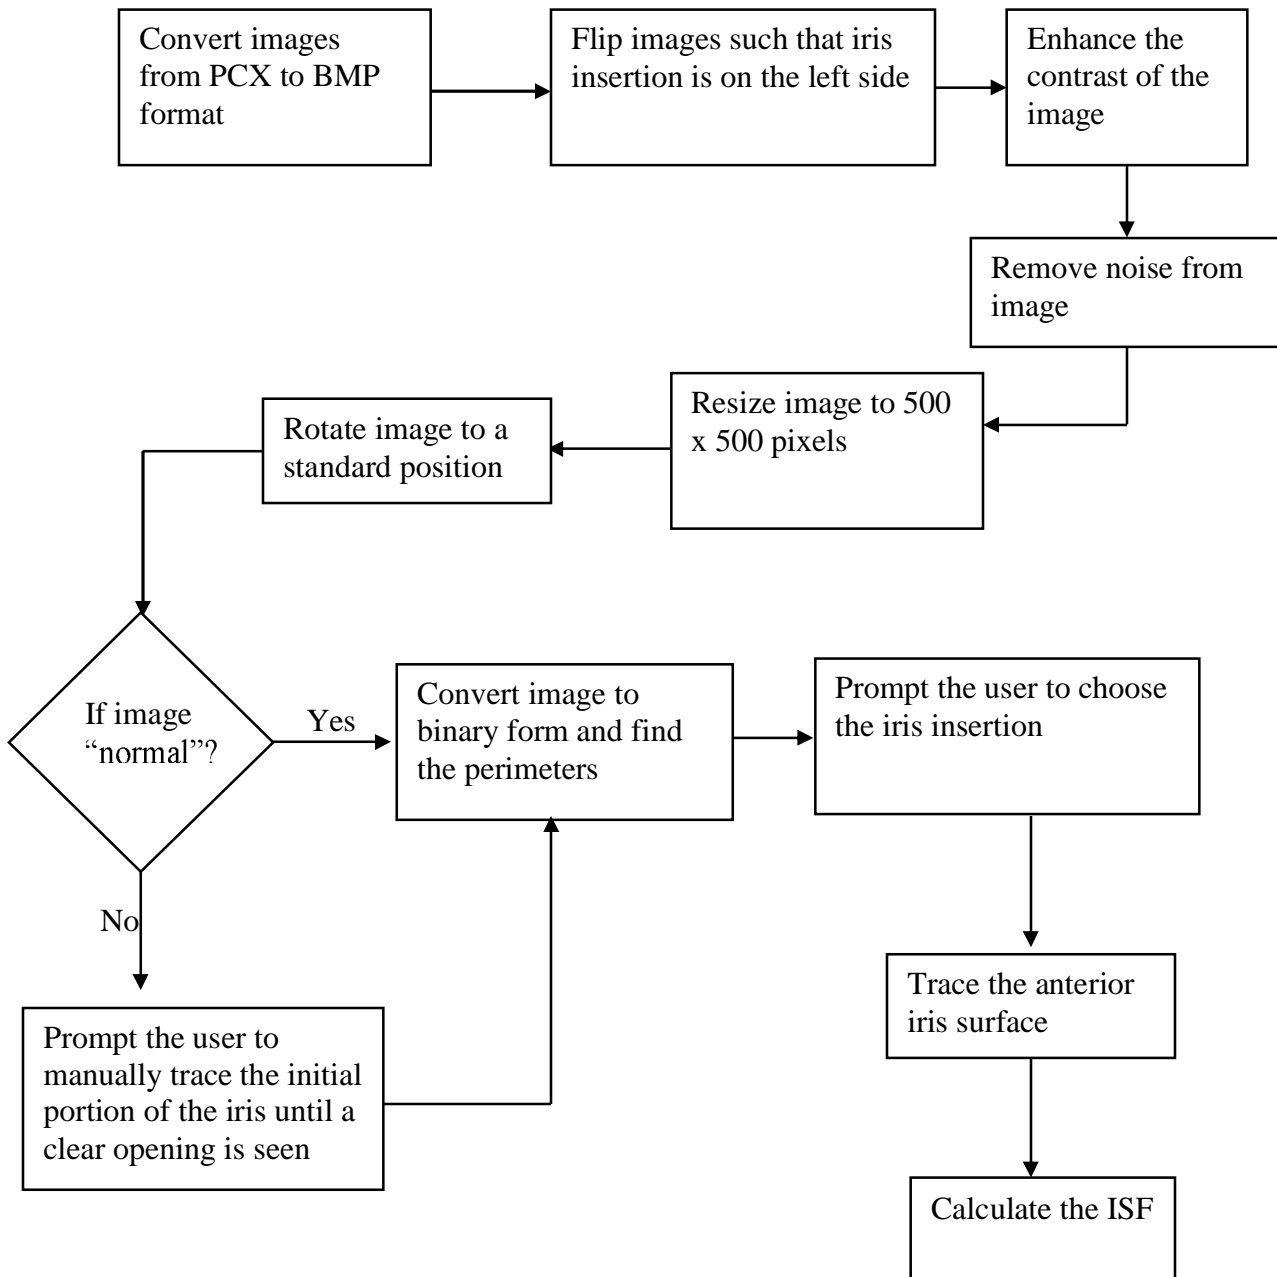 Convert images
from PCX to BMP
format
Flip images such that iris
insertion is on the left side
Enhance the
contrast of the
image
Remove noise from
image
Resize image to 500
x 500 pixels
Rotate image to a
standard position
If image
“normal”?
Yes
Convert image to
binary form and find
the perimeters
Prompt the user to choose
the iris insertion
No
Prompt the user to
manually trace the initial
portion of the iris until a
clear opening is seen
Trace the anterior
iris surface
Calculate the ISF